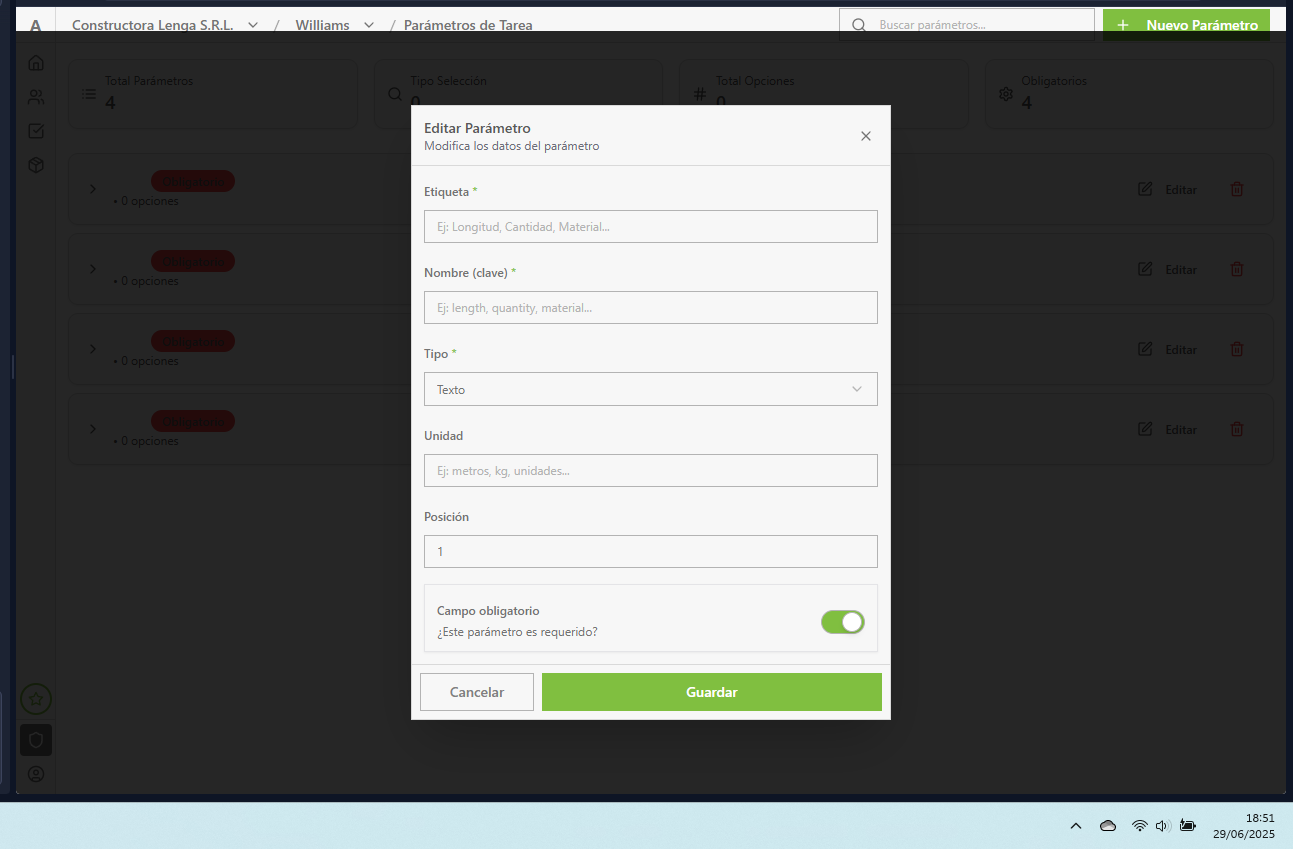 A Constructora Lenga S.R.L. / Williams / Parámetros de Tarea Buscar parámetros... + Nuevo Parámetro
Total Parámetros
4
Tipo Selección
0
Total Opciones
0
Obligatorios
4
Obligatorio
• 0 opciones
Editar
Obligatorio
• 0 opciones
Editar
Obligatorio
• 0 opciones
Editar
Obligatorio
• 0 opciones
Editar
Editar Parámetro
Modifica los datos del parámetro
Etiqueta *
Ej: Longitud, Cantidad, Material...
Nombre (clave) *
Ej: length, quantity, material...
Tipo *
Texto
Unidad
Ej: metros, kg, unidades...
Posición
1
Campo obligatorio
¿Este parámetro es requerido?
Cancelar Guardar
18:51
29/06/2025